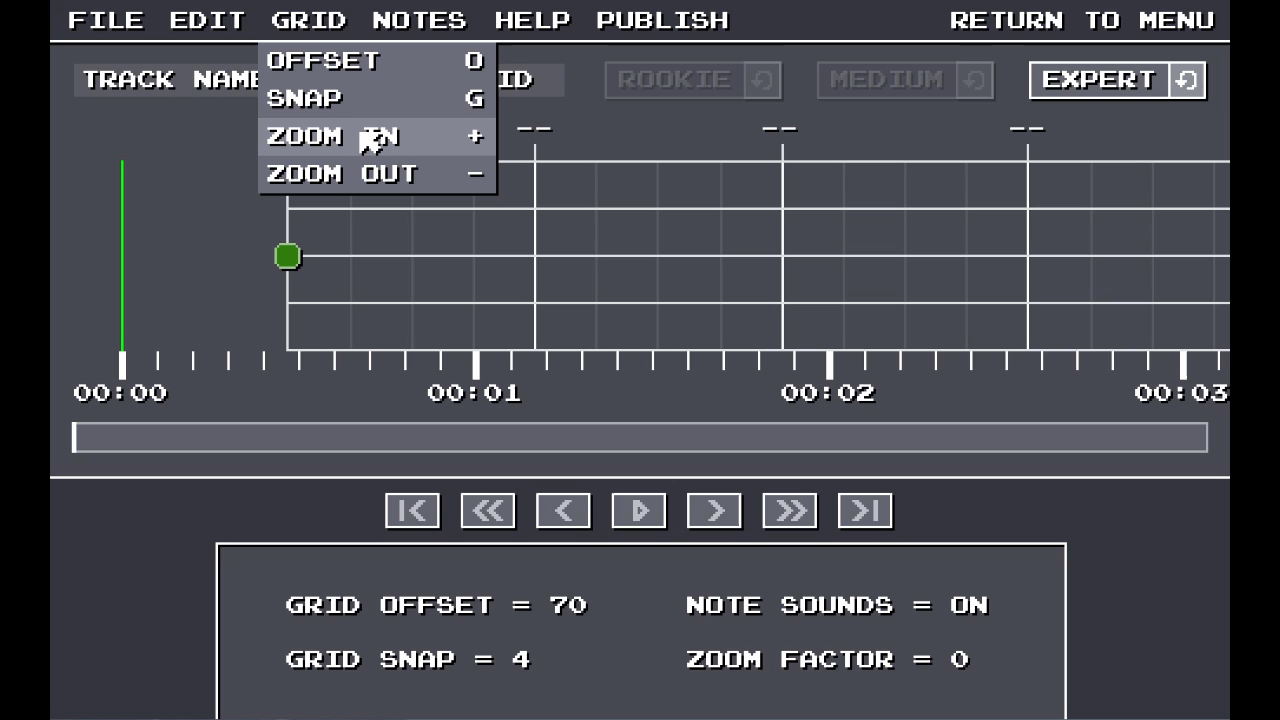 FILE EDIT GRID NOTES HELP PUBLISH RETURN TO MENU
OFFSET O
TRACK NAME ID ROOKIE MEDIUM EXPERT
SNAP G
ZOOM IN +
-- -- --
ZOOM OUT -
00:00 00:01 00:02 00:03
GRID OFFSET = 70 NOTE SOUNDS = ON
GRID SNAP = 4 ZOOM FACTOR = 0